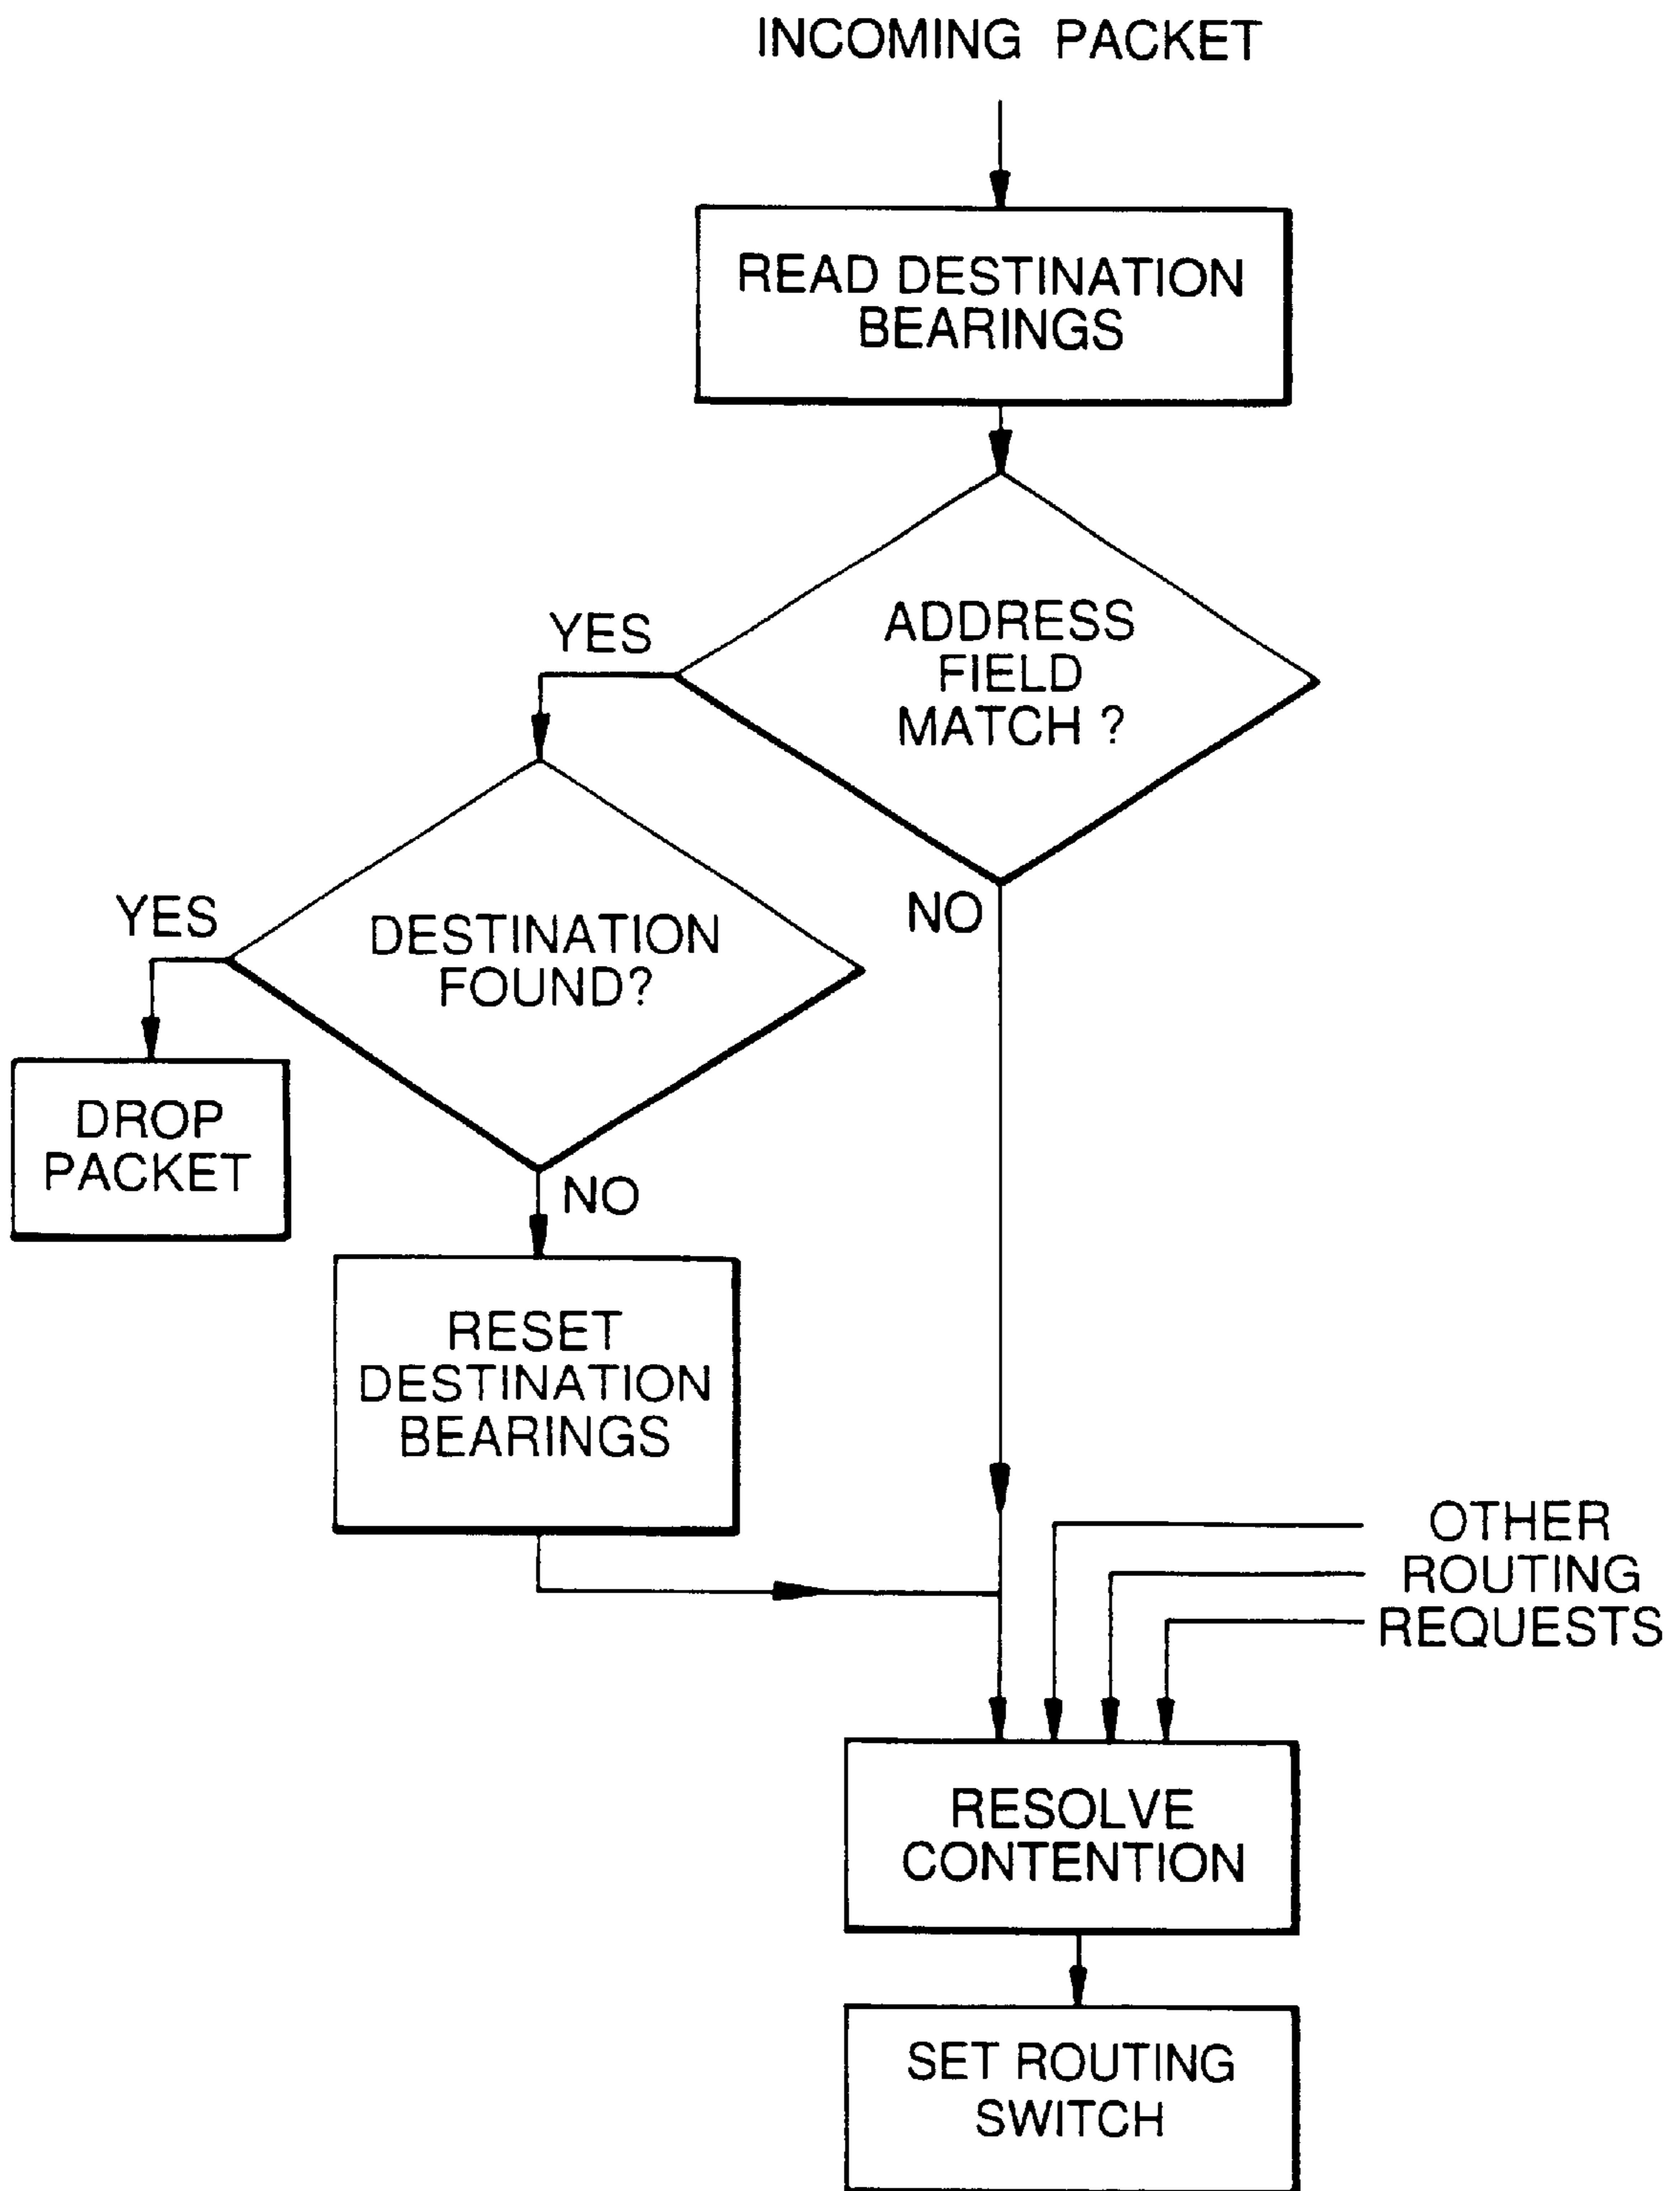 INCOMING PACKET
READ DESTINATION
BEARINGS
ADDRESS
FIELD
MATCH ?
YES
NO
DESTINATION
FOUND?
YES
NO
DROP
PACKET
RESET
DESTINATION
BEARINGS
OTHER
ROUTING
REQUESTS
RESOLVE
CONTENTION
SET ROUTING
SWITCH